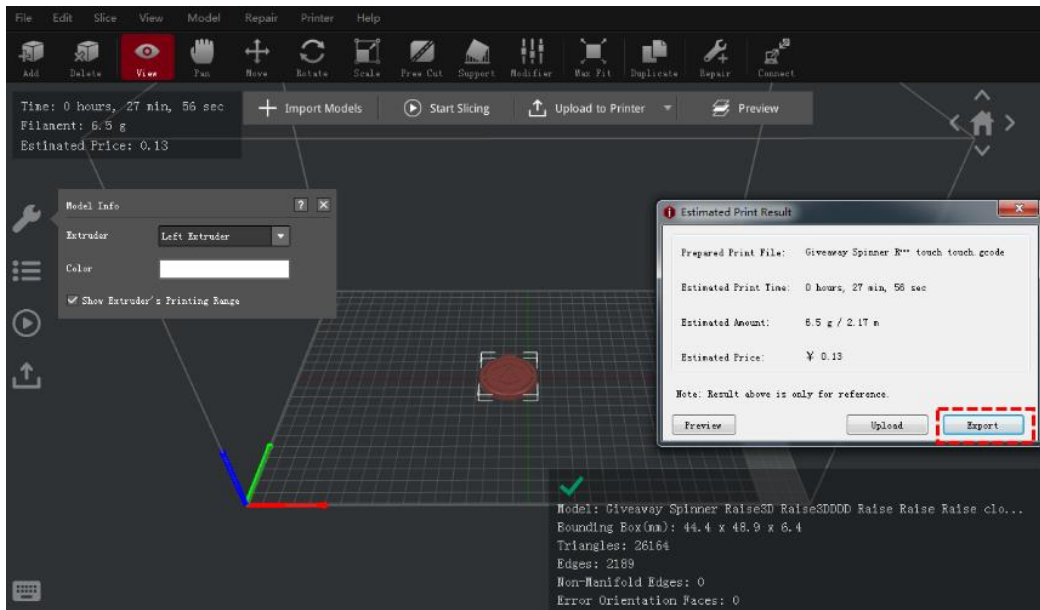 File Edit Slice View Model Repair Printer Help
Add Delete View Pan Move Rotate Scale Free Cut Support Modifier Max Fit Duplicate Repair Connect
Time: 0 hours, 27 min, 56 sec
Filament: 6.5 g
Estimated Price: 0.13
Import Models Start Slicing Upload to Printer Preview
Model Info ?
Extruder Left Extruder
Color
Show Extruder's Printing Range
Estimated Print Result
Prepared Print File: Giveaway Spinner R*** touch touch.gcode
Estimated Print Time: 0 hours, 27 min, 56 sec
Estimated Amount: 6.5 g / 2.17 m
Estimated Price: ¥ 0.13
Note: Result above is only for reference.
Preview Upload Export
Model: Giveaway Spinner Raise3D Raise3DDDD Raise Raise Raise clo...
Bounding Box(mm): 44.4 x 48.9 x 6.4
Triangles: 26164
Edges: 2189
Non-Manifold Edges: 0
Error Orientation Faces: 0